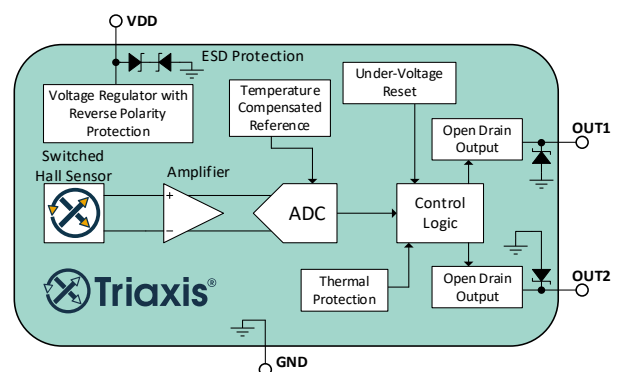 VDD
ESD Protection
Voltage Regulator with
Reverse Polarity
Protection
Temperature
Compensated
Reference
Under-Voltage
Reset
Open Drain
Output
OUT1
Switched
Hall Sensor
Amplifier
+
−
ADC
Control
Logic
Triaxis®
Thermal
Protection
Open Drain
Output
OUT2
GND